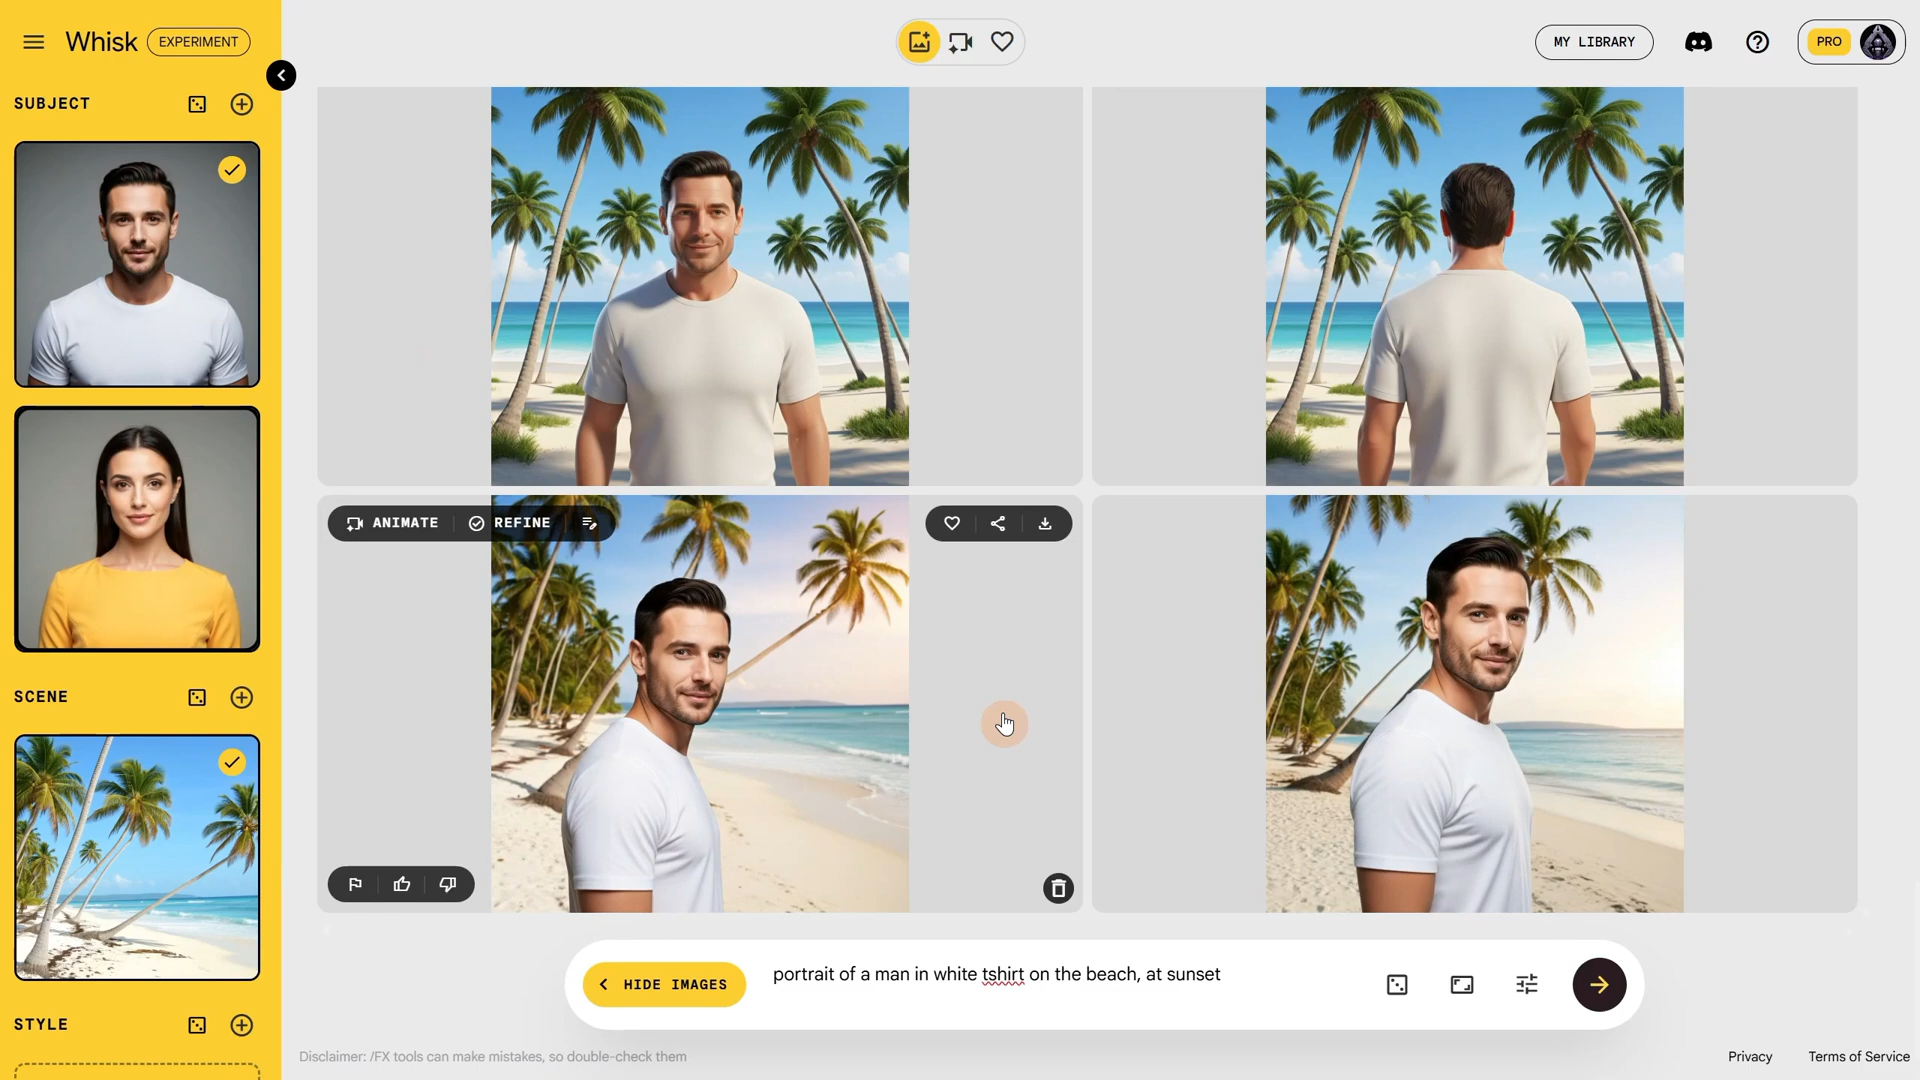 Whisk EXPERIMENT
MY LIBRARY
PRO
SUBJECT
ANIMATE
REFINE
SCENE
HIDE IMAGES
portrait of a man in white tshirt on the beach, at sunset
STYLE
Disclaimer: /FX tools can make mistakes, so double-check them
Privacy
Terms of Service